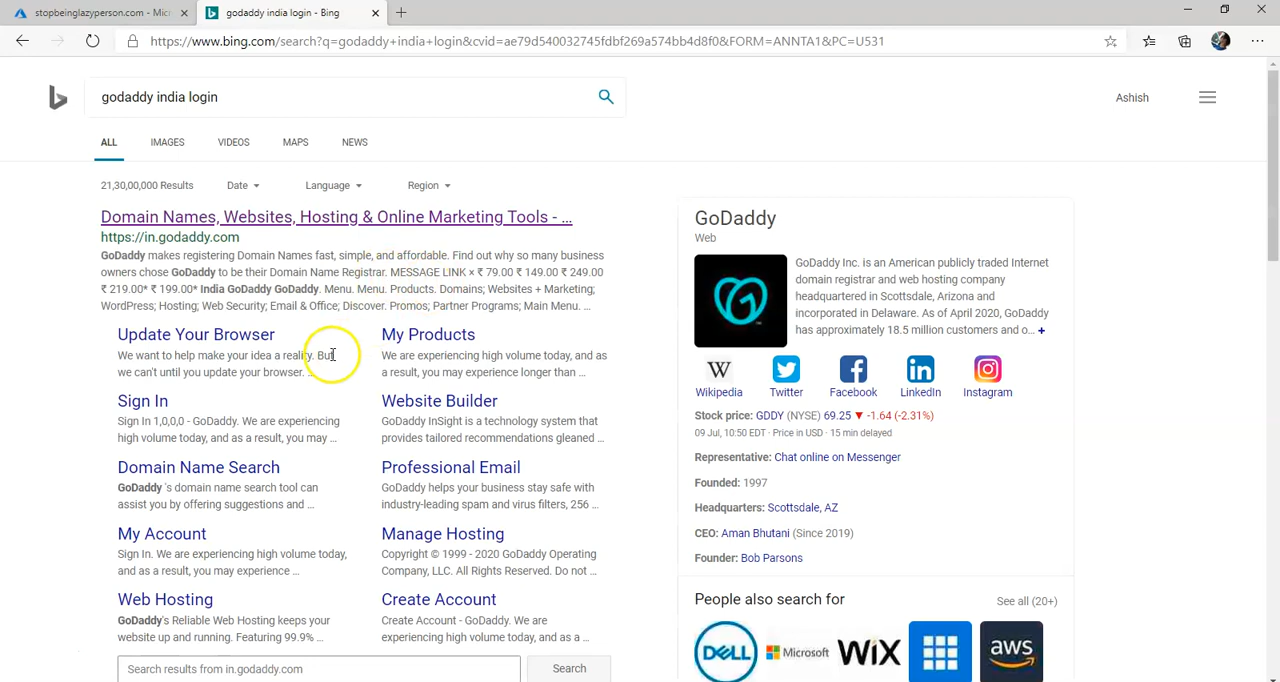 stopbeinglazyperson.com - Mic
godaddy india login - Bing
https://www.bing.com/search?q=godaddy+india+login&cvid=ae79d540032745fdbf269a574bb4d8f0&FORM=ANNTA1&PC=U531
godaddy india login
Ashish
ALL IMAGES VIDEOS MAPS NEWS
21,30,00,000 Results Date Language Region
Domain Names, Websites, Hosting & Online Marketing Tools - ...
https://in.godaddy.com
GoDaddy makes registering Domain Names fast, simple, and affordable. Find out why so many business
owners chose GoDaddy to be their Domain Name Registrar. MESSAGE LINK × ₹ 79.00 ₹ 149.00 ₹ 249.00
₹ 219.00* ₹ 199.00* India GoDaddy GoDaddy. Menu. Menu. Products. Domains; Websites + Marketing;
WordPress; Hosting; Web Security; Email & Office; Discover. Promos; Partner Programs; Main Menu. ...
Update Your Browser
We want to help make your idea a reality. But
we can't until you update your browser. ...
My Products
We are experiencing high volume today, and as
a result, you may experience longer than ...
Sign In
Sign In 1,0,0,0 - GoDaddy. We are experiencing
high volume today, and as a result, you may ...
Website Builder
GoDaddy InSight is a technology system that
provides tailored recommendations gleaned ...
Domain Name Search
GoDaddy 's domain name search tool can
assist you by offering suggestions and ...
Professional Email
GoDaddy helps your business stay safe with
industry-leading spam and virus filters, 256 ...
My Account
Sign In. We are experiencing high volume today,
and as a result, you may experience ...
Manage Hosting
Copyright © 1999 - 2020 GoDaddy Operating
Company, LLC. All Rights Reserved. Do not ...
Web Hosting
GoDaddy's Reliable Web Hosting keeps your
website up and running. Featuring 99.9% ...
Create Account
Create Account - GoDaddy. We are
experiencing high volume today, and as a ...
Search results from in.godaddy.com
Search
GoDaddy
Web
GoDaddy Inc. is an American publicly traded Internet
domain registrar and web hosting company
headquartered in Scottsdale, Arizona and
incorporated in Delaware. As of April 2020, GoDaddy
has approximately 18.5 million customers and o... +
W
Wikipedia Twitter Facebook LinkedIn Instagram
Stock price: GDDY (NYSE) 69.25 ▼ -1.64 (-2.31%)
09 Jul, 10:50 EDT · Price in USD · 15 min delayed
Representative: Chat online on Messenger
Founded: 1997
Headquarters: Scottsdale, AZ
CEO: Aman Bhutani (Since 2019)
Founder: Bob Parsons
People also search for See all (20+)
DELL Microsoft WIX aws